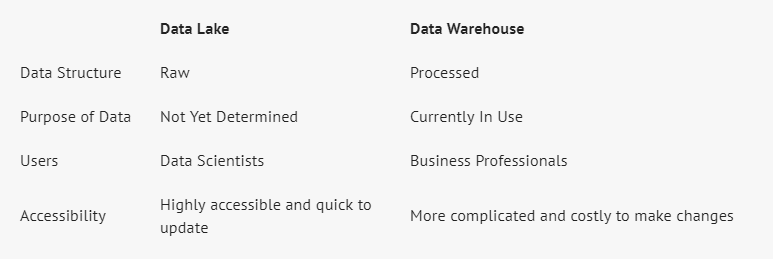 Data Lake Data Warehouse
Data Structure Raw Processed
Purpose of Data Not Yet Determined Currently In Use
Users Data Scientists Business Professionals
Accessibility Highly accessible and quick to update More complicated and costly to make changes